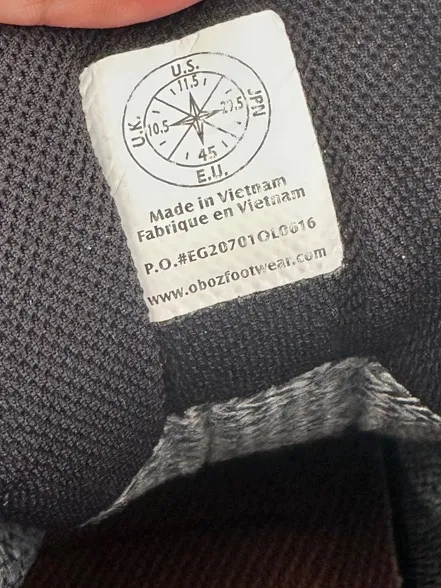 U.S.
11.5
U.K.
10.5
JPN
29.5
45
E.U.
Made in Vietnam
Fabrique en Vietnam
P.O.#EG20701OL0616
www.obozfootwear.com